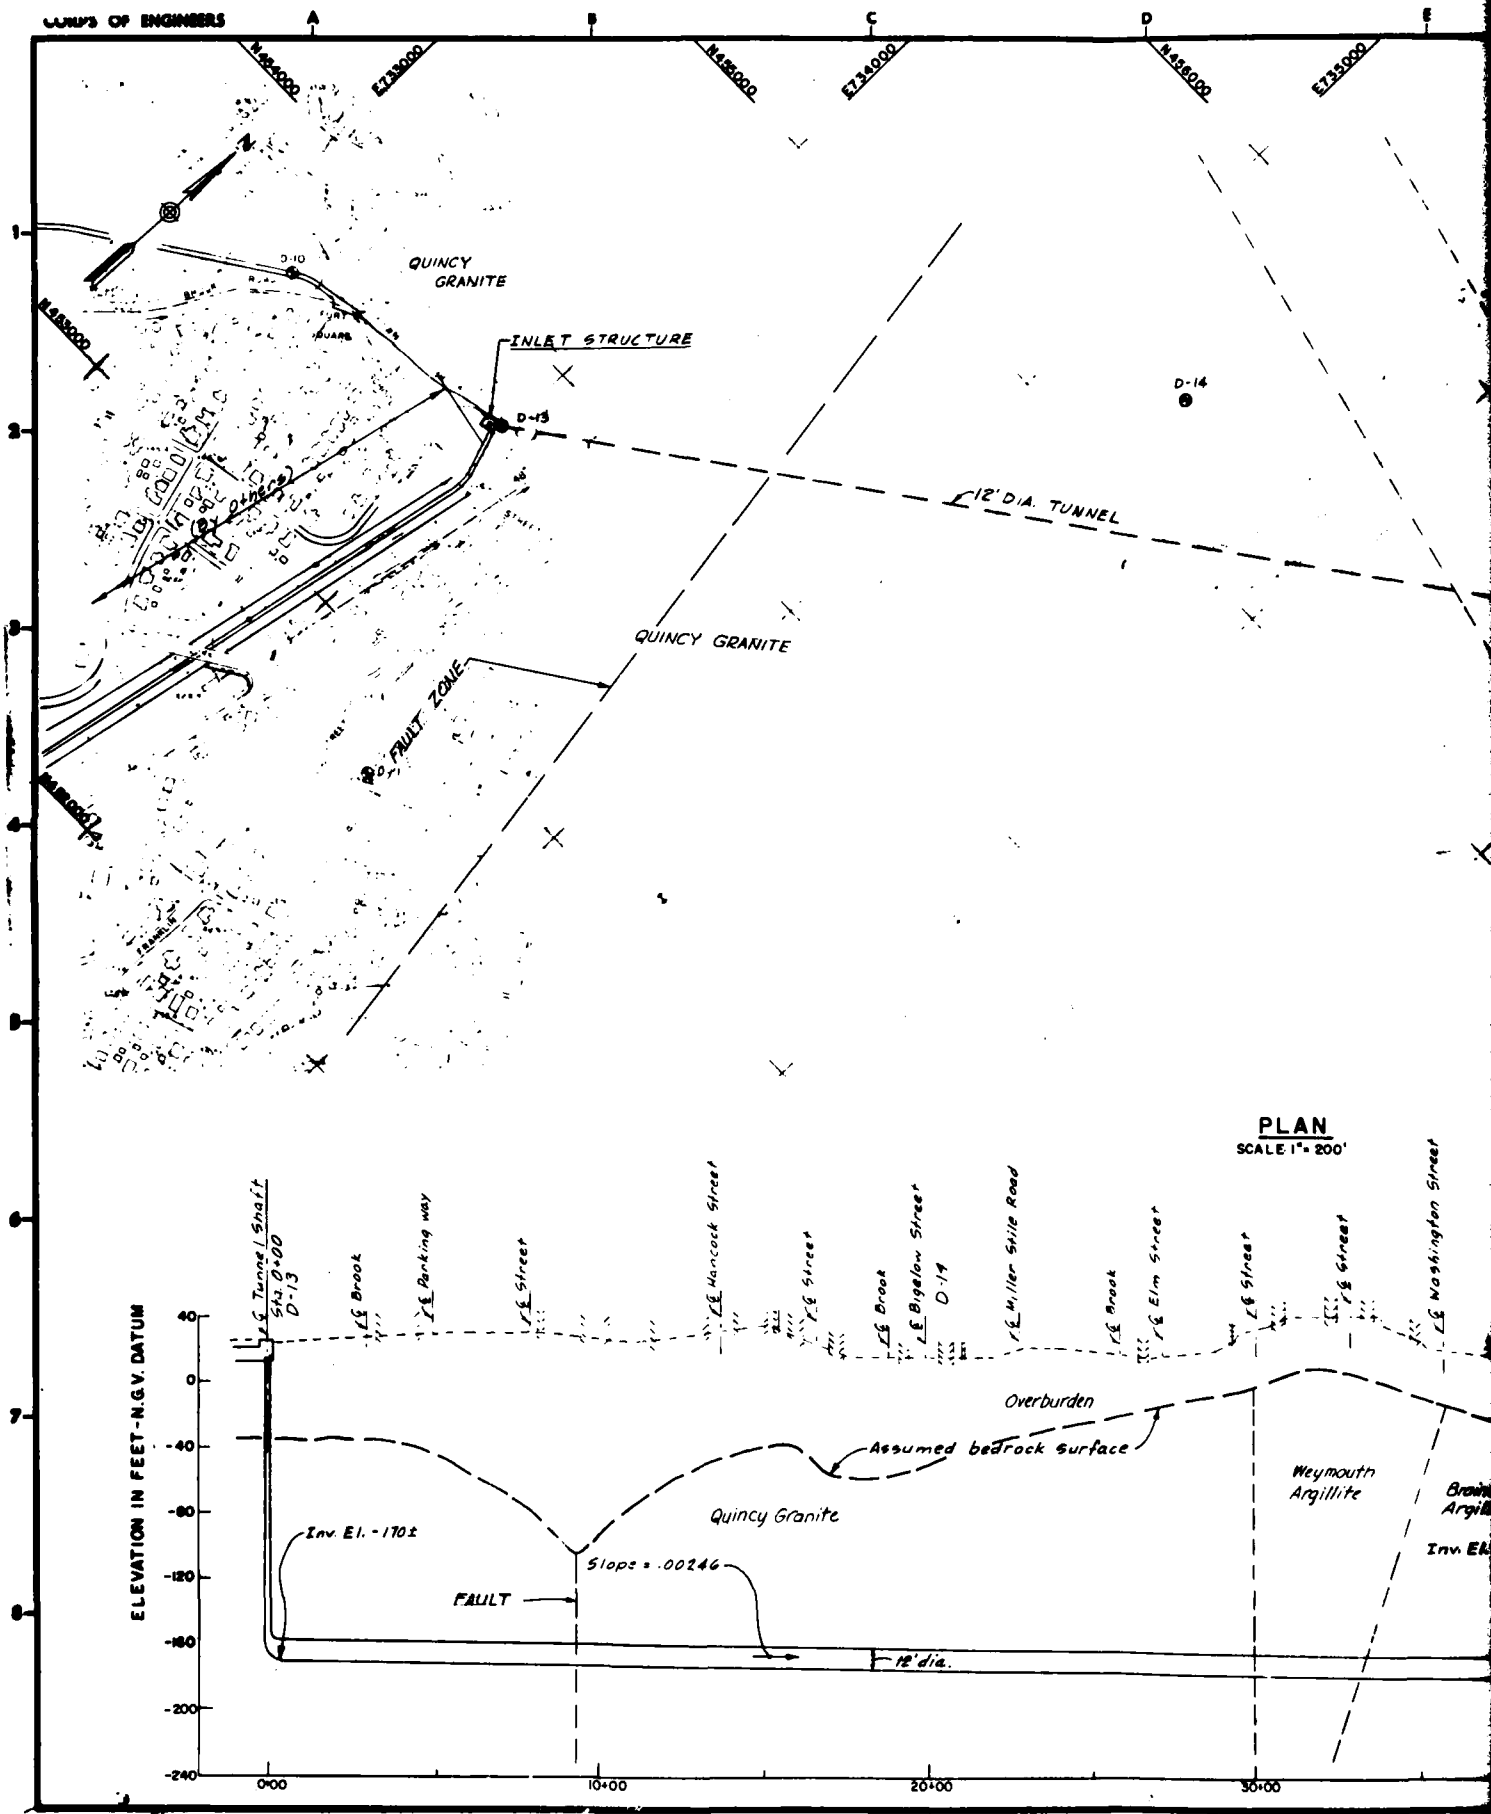 CORPS OF ENGINEERS
A
B
C
D
E
N454000
E733000
N455000
E734000
N456000
E735000
N
1
D-10
QUINCY
GRANITE
N453000
SQUARE
INLET STRUCTURE
D-14
2
D-13
(By Others)
12' DIA. TUNNEL
3
QUINCY GRANITE
FAULT ZONE
4
FRANKLIN
5
PLAN
SCALE: 1" = 200'
6
℄ Tunnel Shaft
Sta. 0+00
D-13
℄ Brook
℄ Parking way
℄ Street
℄ Hancock Street
℄ Street
℄ Brook
℄ Bigelow Street
D-14
℄ Miller Stile Road
℄ Brook
℄ Elm Street
℄ Street
℄ Street
℄ Washington Street
ELEVATION IN FEET-N.G.V. DATUM
40
0
7
Overburden
-40
Assumed bedrock surface
Weymouth
Argillite
-80
Quincy Granite
Inv. El. -170±
-120
Slope = .00246
FAULT
8
-160
12' dia.
-200
-240
0+00
10+00
20+00
30+00